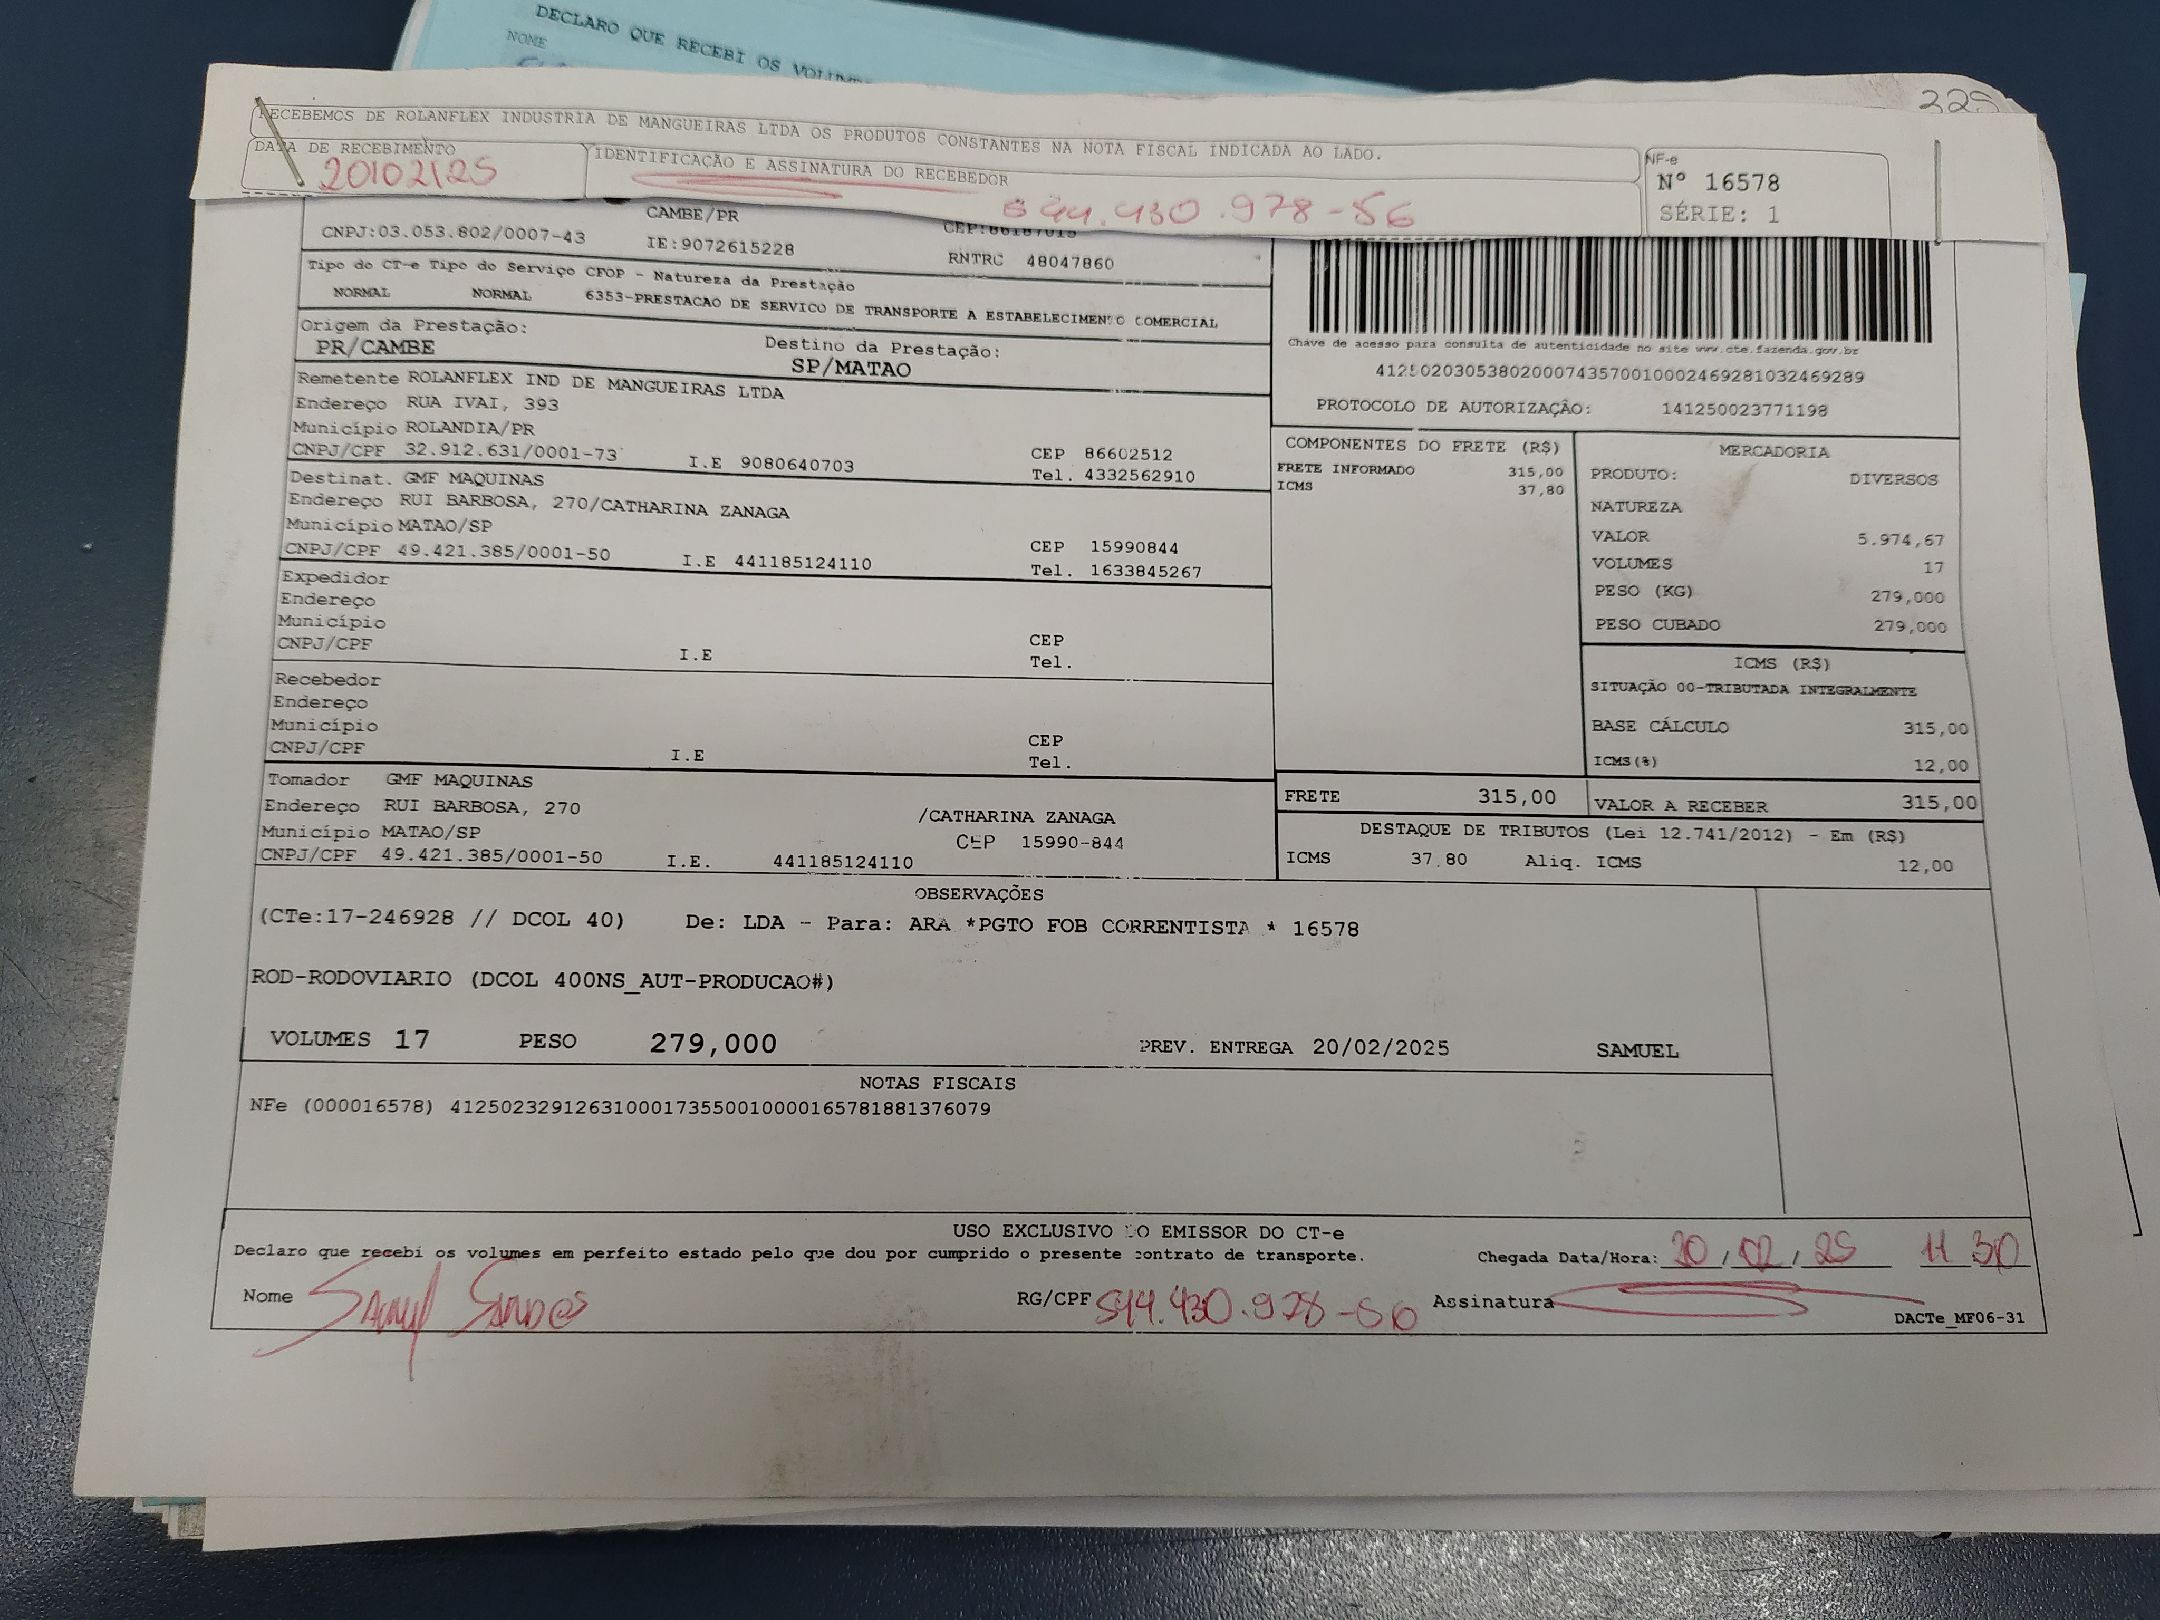 DECLARO QUE RECEBI OS VOLUMES
NOME
229
RECEBEMOS DE ROLANFLEX INDUSTRIA DE MANGUEIRAS LTDA OS PRODUTOS CONSTANTES NA NOTA FISCAL INDICADA AO LADO.
DATA DE RECEBIMENTO IDENTIFICAÇÃO E ASSINATURA DO RECEBEDOR
20/02/25 544.430.978-56
NF-e
Nº 16578
SÉRIE: 1
CAMBE/PR CEP:86187015
CNPJ:03.053.802/0007-43 IE:9072615228 RNTRC 48047860
Tipo do CT-e Tipo do Serviço CFOP - Natureza da Prestação
NORMAL NORMAL 6353-PRESTACAO DE SERVICO DE TRANSPORTE A ESTABELECIMENTO COMERCIAL
Origem da Prestação: Destino da Prestação:
PR/CAMBE SP/MATAO
Chave de acesso para consulta de autenticidade no site www.cte.fazenda.gov.br
41250203053802000743570010002469281032469289
PROTOCOLO DE AUTORIZAÇÃO: 141250023771198
Remetente ROLANFLEX IND DE MANGUEIRAS LTDA
Endereço RUA IVAI, 393
Município ROLANDIA/PR CEP 86602512
CNPJ/CPF 32.912.631/0001-73 I.E 9080640703 Tel. 4332562910
Destinat. GMF MAQUINAS
Endereço RUI BARBOSA, 270/CATHARINA ZANAGA
Município MATAO/SP CEP 15990844
CNPJ/CPF 49.421.385/0001-50 I.E 441185124110 Tel. 1633845267
Expedidor
Endereço
Município CEP
CNPJ/CPF I.E Tel.
Recebedor
Endereço
Município CEP
CNPJ/CPF I.E Tel.
Tomador GMF MAQUINAS
Endereço RUI BARBOSA, 270 /CATHARINA ZANAGA
Município MATAO/SP CEP 15990-844
CNPJ/CPF 49.421.385/0001-50 I.E. 441185124110
COMPONENTES DO FRETE (R$)
FRETE INFORMADO 315,00
ICMS 37,80
MERCADORIA
PRODUTO: DIVERSOS
NATUREZA
VALOR 5.974,67
VOLUMES 17
PESO (KG) 279,000
PESO CUBADO 279,000
ICMS (R$)
SITUAÇÃO 00-TRIBUTADA INTEGRALMENTE
BASE CÁLCULO 315,00
ICMS(%) 12,00
FRETE 315,00 VALOR A RECEBER 315,00
DESTAQUE DE TRIBUTOS (Lei 12.741/2012) - Em (R$)
ICMS 37,80 Aliq. ICMS 12,00
OBSERVAÇÕES
(CTe:17-246928 // DCOL 40) De: LDA - Para: ARA *PGTO FOB CORRENTISTA * 16578
ROD-RODOVIARIO (DCOL 400NS_AUT-PRODUCAO#)
VOLUMES 17 PESO 279,000 PREV. ENTREGA 20/02/2025 SAMUEL
NOTAS FISCAIS
NFe (000016578) 41250232912631000173550010000165781881376079
USO EXCLUSIVO DO EMISSOR DO CT-e
Declaro que recebi os volumes em perfeito estado pelo que dou por cumprido o presente contrato de transporte. Chegada Data/Hora: 20/02/25 11 30
Nome Samuel Santos RG/CPF 544.430.978-56 Assinatura
DACTe_MF06-31